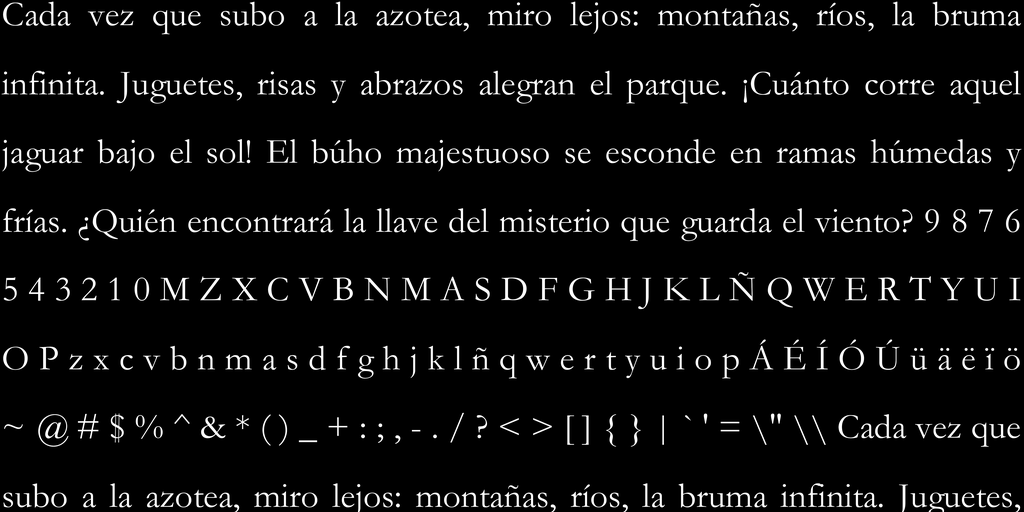 Cada vez que subo a la azotea, miro lejos: montañas, ríos, la bruma
infinita. Juguetes, risas y abrazos alegran el parque. ¡Cuánto corre aquel
jaguar bajo el sol! El búho majestuoso se esconde en ramas húmedas y
frías. ¿Quién encontrará la llave del misterio que guarda el viento? 9 8 7 6
5 4 3 2 1 0 M Z X C V B N M A S D F G H J K L Ñ Q W E R T Y U I
O P z x c v b n m a s d f g h j k l ñ q w e r t y u i o p Á É Í Ó Ú ü ä ë ï ö
~ @ # $ % ^ & * ( ) _ + : ; , - . / ? < > [ ] { } | ` ' = \" \\ Cada vez que
subo a la azotea, miro lejos: montañas, ríos, la bruma infinita. Juguetes,